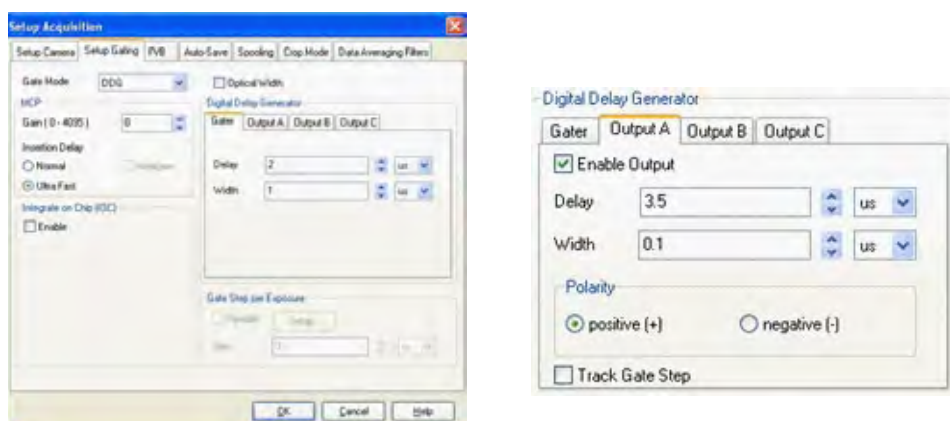 Setup Acquisition
Setup Camera Setup Gating FVB Auto-Save Spooling Crop Mode Data Averaging Filters
Gate Mode DDG
MCP
Gain ( 0 - 4095 ) 0
Insertion Delay
Normal
Ultra Fast
Integrate on Chip (IOC)
Enable
Optical Width
Digital Delay Generator
Gater Output A Output B Output C
Delay 2 us
Width 1 us
Gate Step per Exposure
OK Cancel Help
Digital Delay Generator
Gater Output A Output B Output C
Enable Output
Delay 3.5 us
Width 0.1 us
Polarity
positive (+) negative (-)
Track Gate Step